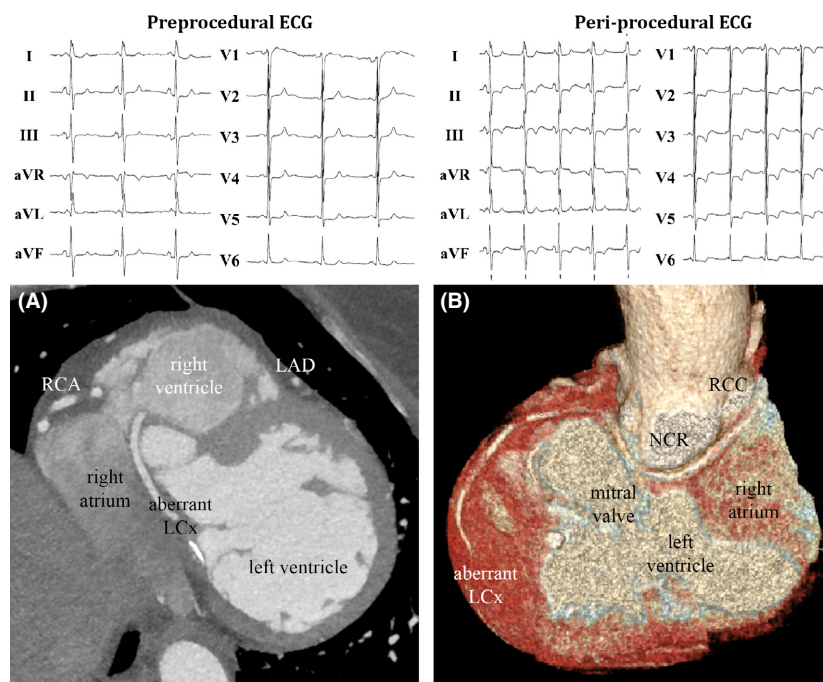 Preprocedural ECG
Peri-procedural ECG
I
V1
II
V2
III
V3
aVR
V4
aVL
V5
aVF
V6
I
V1
II
V2
III
V3
aVR
V4
aVL
V5
aVF
V6
(A)
RCA
right
ventricle
LAD
right
atrium
aberrant
LCx
left ventricle
(B)
RCC
NCR
mitral
valve
right
atrium
left
ventricle
aberrant
LCx